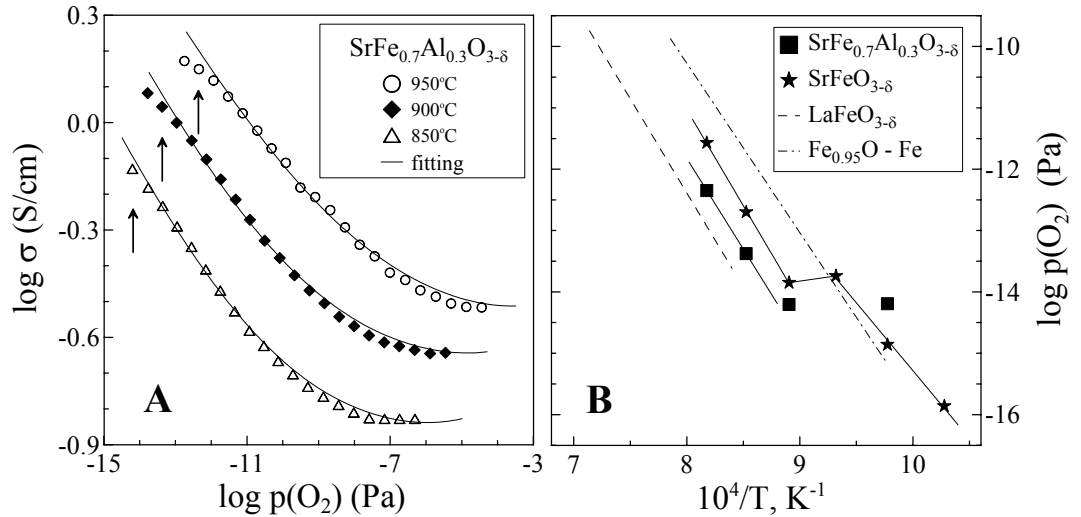 0.3
0.0
-0.3
-0.6
-0.9
log σ (S/cm)
SrFe₀.₇Al₀.₃O₃₋δ
950°C
900°C
850°C
fitting
A
-15
-11
-7
-3
log p(O₂) (Pa)
SrFe₀.₇Al₀.₃O₃₋δ
SrFeO₃₋δ
LaFeO₃₋δ
Fe₀.₉₅O - Fe
B
-10
-12
-14
-16
log p(O₂) (Pa)
7
8
9
10
10⁴/T, K⁻¹